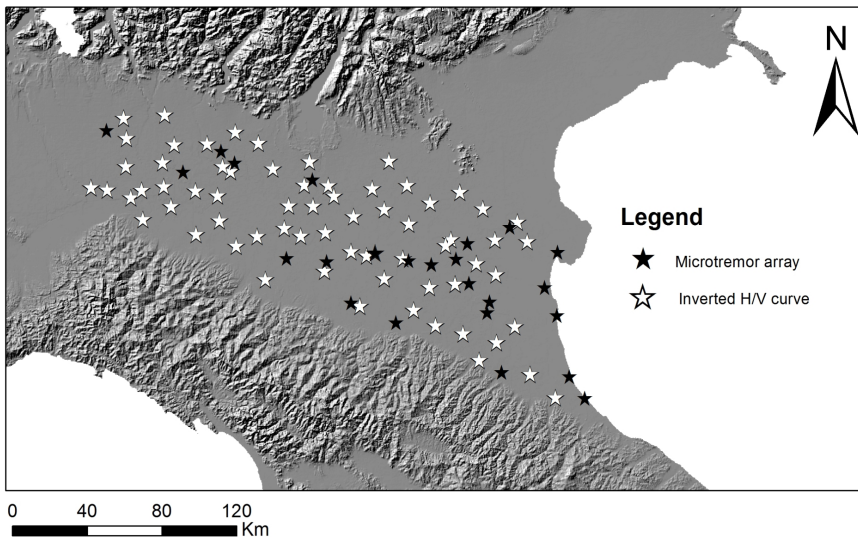 N
Legend
Microtremor array
Inverted H/V curve
0 40 80 120
Km